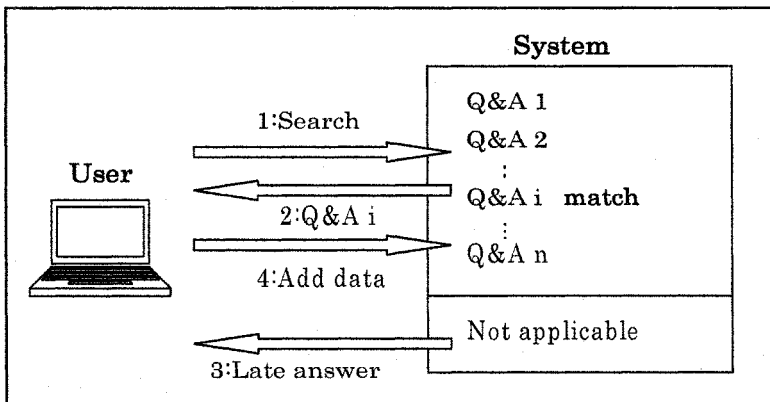 System
Q&A 1
1:Search
Q&A 2
:
User
Q&A i match
2:Q&A i
:
Q&A n
4:Add data
Not applicable
3:Late answer